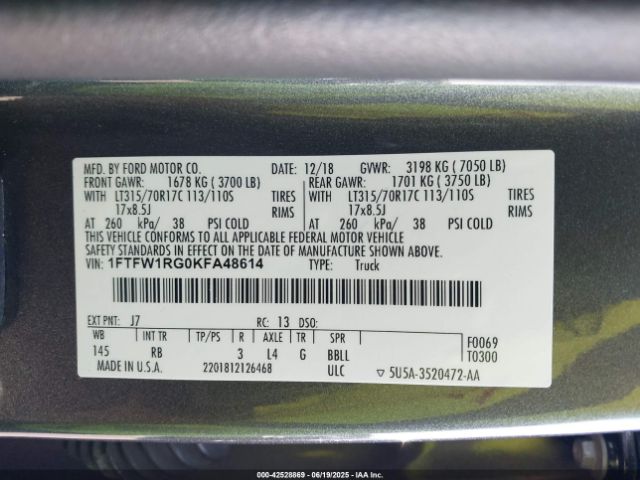 MFD. BY FORD MOTOR CO. DATE: 12/18 GVWR: 3198 KG ( 7050 LB)
FRONT GAWR: 1678 KG ( 3700 LB) REAR GAWR: 1701 KG ( 3750 LB)
WITH LT315/70R17C 113/110S TIRES WITH LT315/70R17C 113/110S TIRES
17x8.5J RIMS 17x8.5J RIMS
AT 260 kPa/ 38 PSI COLD AT 260 kPa/ 38 PSI COLD
THIS VEHICLE CONFORMS TO ALL APPLICABLE FEDERAL MOTOR VEHICLE
SAFETY STANDARDS IN EFFECT ON THE DATE OF MANUFACTURE SHOWN ABOVE.
VIN: 1FTFW1RG0KFA48614 TYPE: Truck
EXT PNT: J7 RC: 13 DSO:
WB INT TR TP/PS R AXLE TR SPR F0069
145 RB 3 L4 G BBLL T0300
MADE IN U.S.A. 2201812126468 ULC ▽ 5U5A-3520472-AA
000-42528869 - 06/19/2025 - IAAI.COM